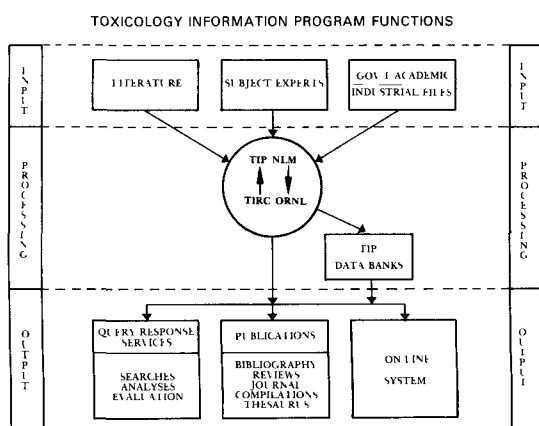 TOXICOLOGY INFORMATION PROGRAM FUNCTIONS
INPUT
LITERATURE
SUBJECT EXPERTS
GOV'T ACADEMIC
INDUSTRIAL FILES
INPUT
PROCESSING
TIP NLM
TIRC ORNL
TIP
DATA BANKS
PROCESSING
OUTPUT
QUERY RESPONSE
SERVICES
SEARCHES
ANALYSES
EVALUATION
PUBLICATIONS
BIBLIOGRAPHY
REVIEWS
JOURNAL
COMPILATIONS
THESAURUS
ON LINE
SYSTEM
OUTPUT